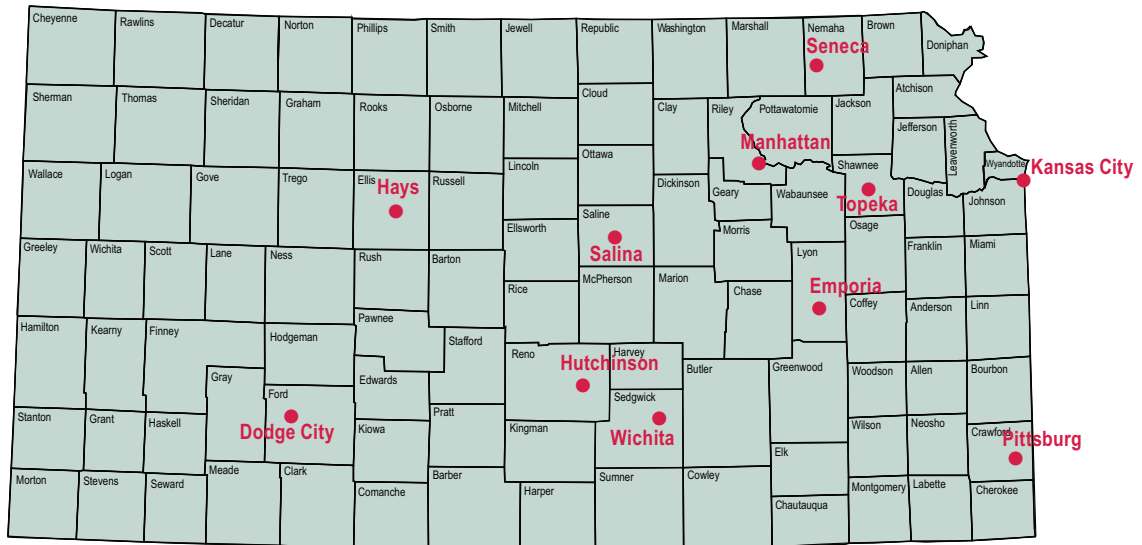 Cheyenne
Rawlins
Decatur
Norton
Phillips
Smith
Jewell
Republic
Washington
Marshall
Nemaha
Brown
Doniphan
Seneca
Sherman
Thomas
Sheridan
Graham
Rooks
Osborne
Mitchell
Cloud
Clay
Riley
Pottawatomie
Jackson
Atchison
Jefferson
Leavenworth
Wyandotte
Manhattan
Kansas City
Wallace
Logan
Gove
Trego
Ellis
Hays
Russell
Lincoln
Ottawa
Dickinson
Geary
Wabaunsee
Shawnee
Topeka
Douglas
Johnson
Saline
Salina
Ellsworth
Morris
Osage
Greeley
Wichita
Scott
Lane
Ness
Rush
Barton
Rice
McPherson
Marion
Chase
Lyon
Emporia
Franklin
Miami
Coffey
Anderson
Linn
Hamilton
Kearny
Finney
Hodgeman
Pawnee
Stafford
Reno
Hutchinson
Harvey
Butler
Greenwood
Woodson
Allen
Bourbon
Gray
Ford
Dodge City
Edwards
Sedgwick
Wichita
Stanton
Grant
Haskell
Kiowa
Pratt
Kingman
Wilson
Neosho
Crawford
Pittsburg
Elk
Morton
Stevens
Seward
Meade
Clark
Comanche
Barber
Harper
Sumner
Cowley
Chautauqua
Montgomery
Labette
Cherokee